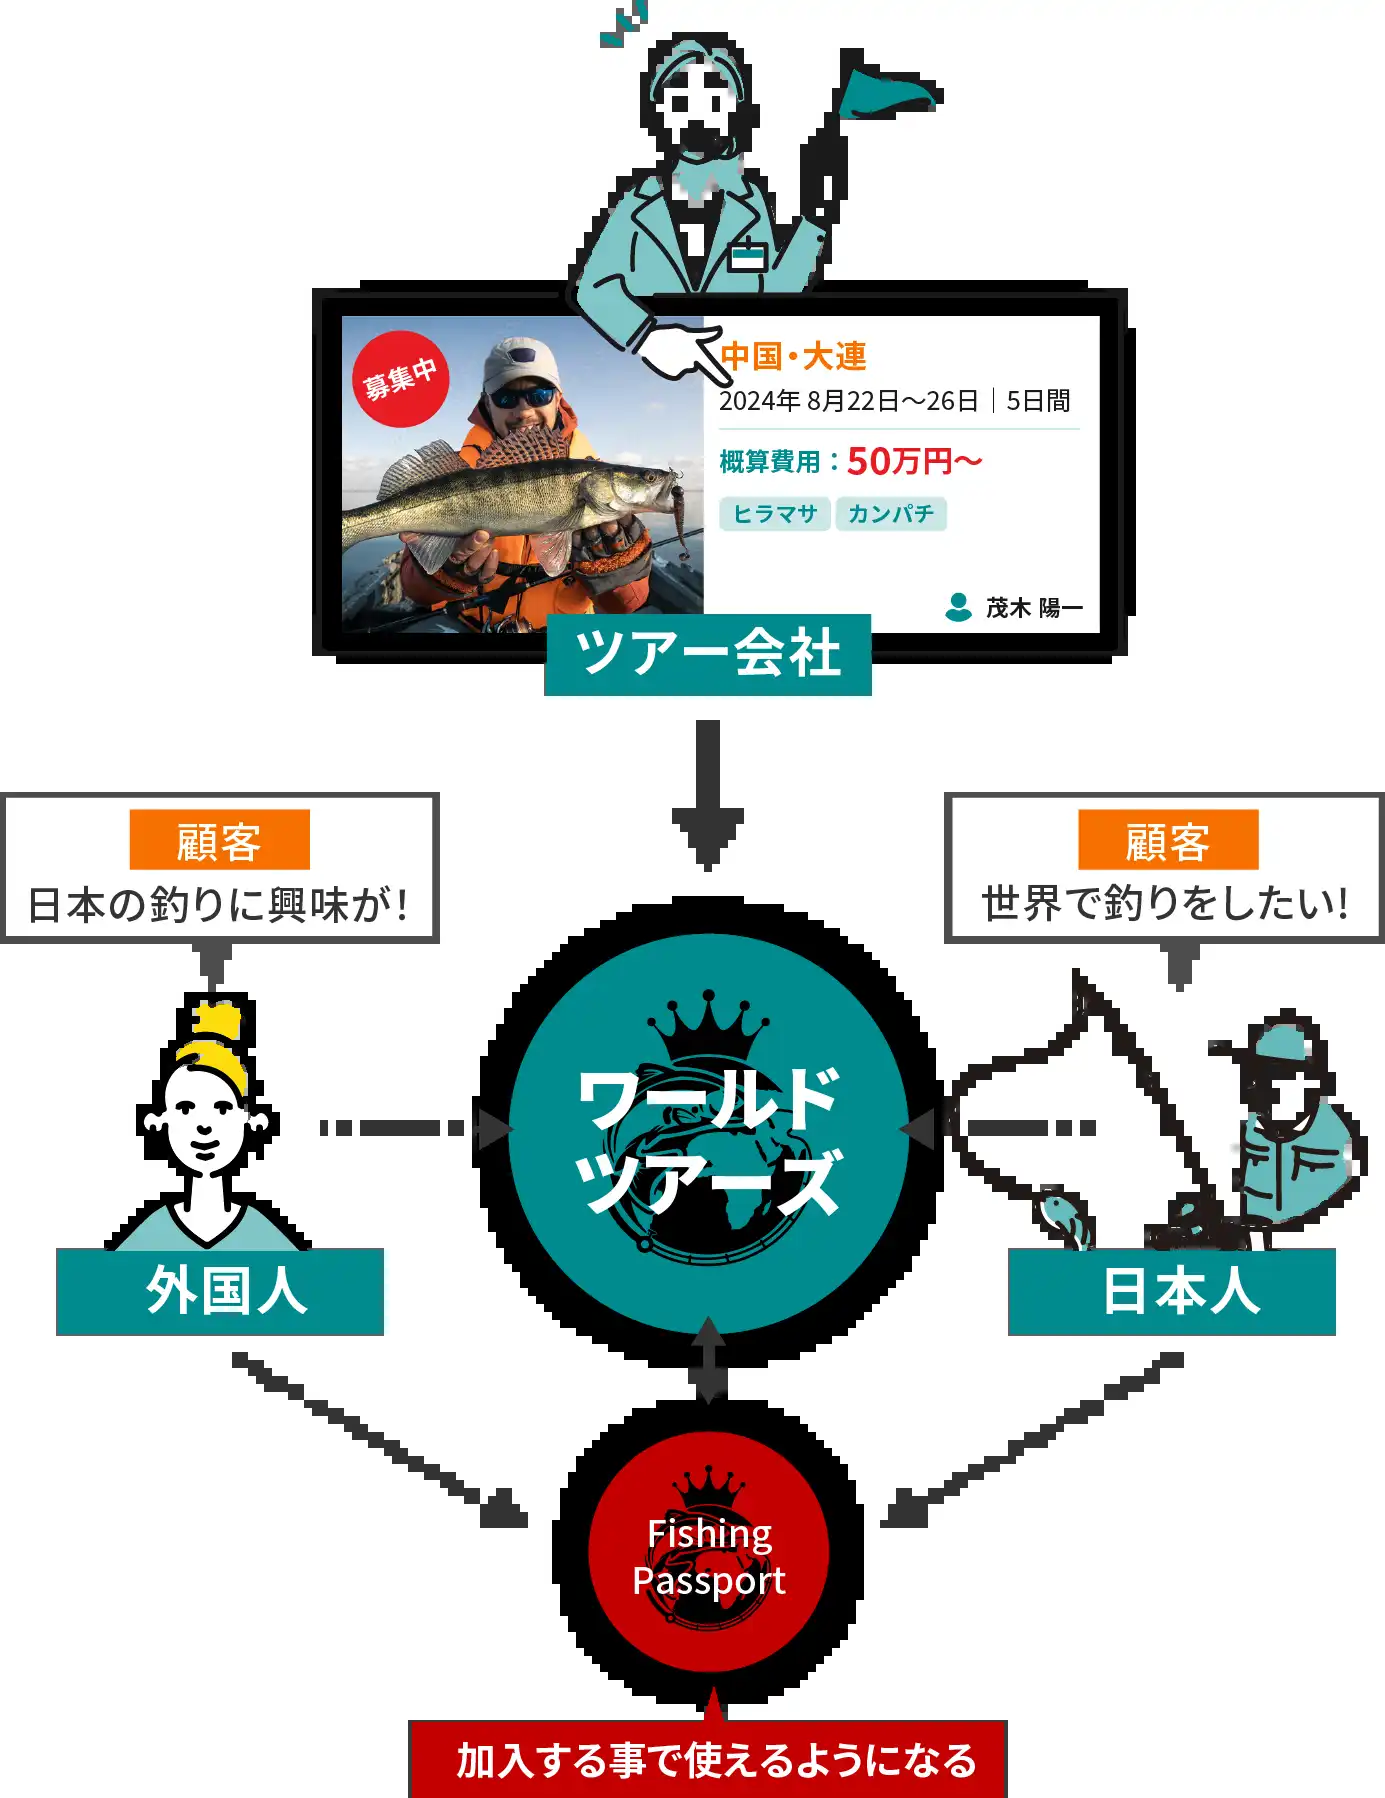 募集中
中国・大連
2024年 8月22日〜26日｜5日間
概算費用：50万円〜
ヒラマサ カンパチ
茂木 陽一
ツアー会社
顧客
日本の釣りに興味が！
顧客
世界で釣りをしたい！
ワールド
ツアーズ
外国人
日本人
Fishing
Passport
加入する事で使えるようになる